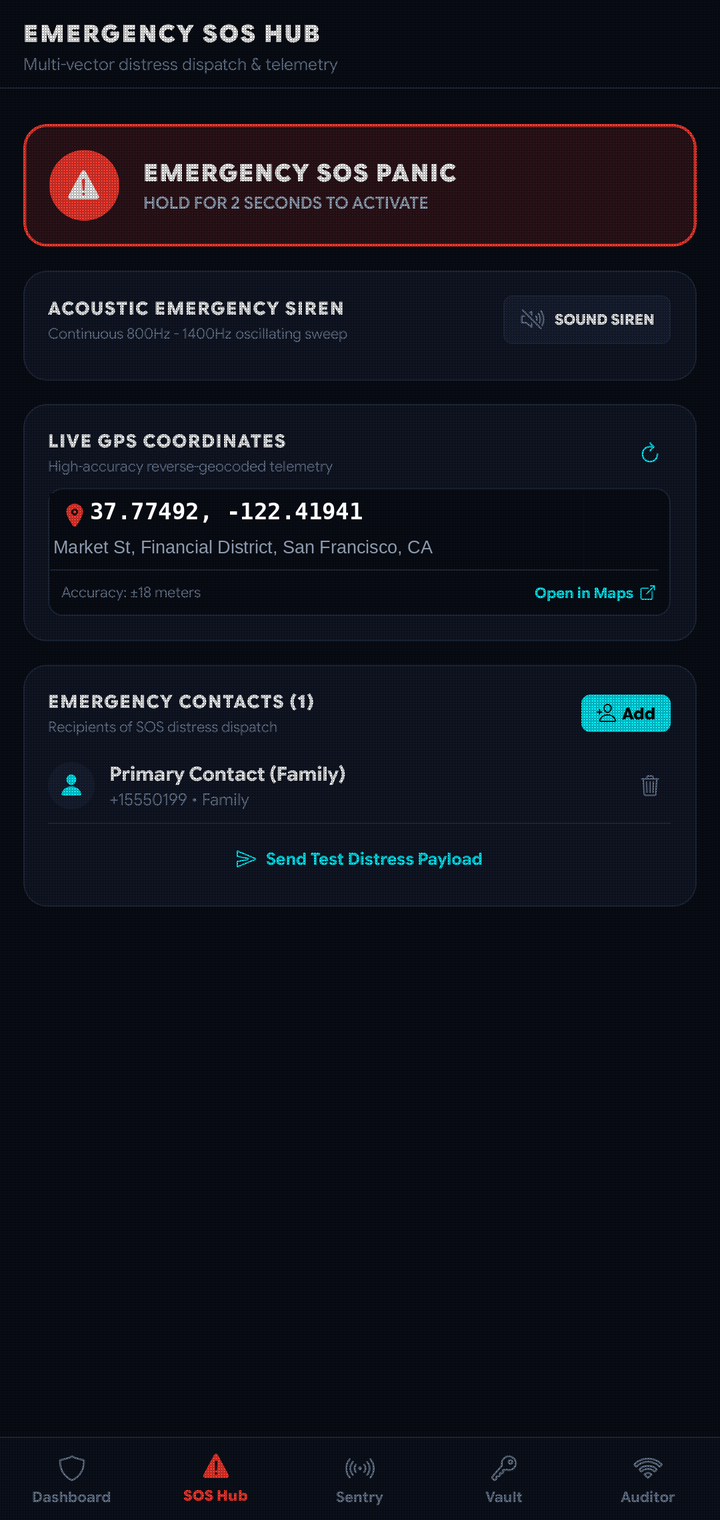 EMERGENCY SOS HUB
Multi-vector distress dispatch & telemetry
EMERGENCY SOS PANIC
HOLD FOR 2 SECONDS TO ACTIVATE
ACOUSTIC EMERGENCY SIREN
Continuous 800Hz - 1400Hz oscillating sweep
SOUND SIREN
LIVE GPS COORDINATES
High-accuracy reverse-geocoded telemetry
37.77492, -122.41941
Market St, Financial District, San Francisco, CA
Accuracy: ±18 meters
Open in Maps
EMERGENCY CONTACTS (1)
Recipients of SOS distress dispatch
Add
Primary Contact (Family)
+15550199 • Family
Send Test Distress Payload
Dashboard
SOS Hub
Sentry
Vault
Auditor